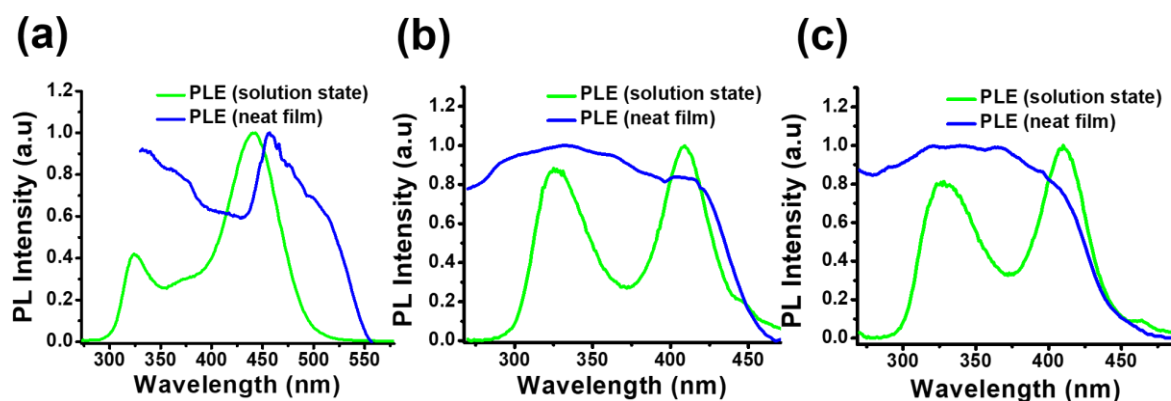 (a)
PLE (solution state)
PLE (neat film)
PL Intensity (a.u)
1.2
1.0
0.8
0.6
0.4
0.2
0.0
300 350 400 450 500 550
Wavelength (nm)
(b)
PLE (solution state)
PLE (neat film)
PL Intensity (a.u)
1.2
1.0
0.8
0.6
0.4
0.2
0.0
300 350 400 450
Wavelength (nm)
(c)
PLE (solution state)
PLE (neat film)
PL Intensity (a.u)
1.2
1.0
0.8
0.6
0.4
0.2
0.0
300 350 400 450
Wavelength (nm)